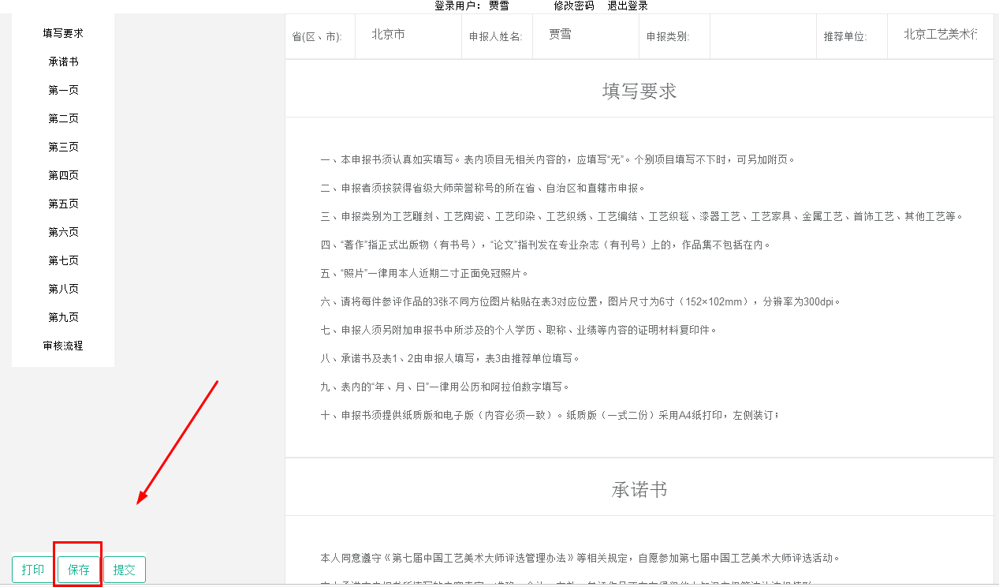 登录用户： 贾雪 修改密码 退出登录
填写要求
承诺书
第一页
第二页
第三页
第四页
第五页
第六页
第七页
第八页
第九页
审核流程
打印 保存 提交
省(区、市): 北京市 申报人姓名: 贾雪 申报类别: 推荐单位: 北京工艺美术行
填写要求
一、本申报书须认真如实填写。表内项目无相关内容的，应填写“无”。个别项目填写不下时，可另加附页。
二、申报者须按获得省级大师荣誉称号的所在省、自治区和直辖市申报。
三、申报类别为工艺雕刻、工艺陶瓷、工艺印染、工艺织绣、工艺编结、工艺织毯、漆器工艺、工艺家具、金属工艺、首饰工艺、其他工艺等。
四、“著作”指正式出版物（有书号），“论文”指刊发在专业杂志（有刊号）上的，作品集不包括在内。
五、“照片”一律用本人近期二寸正面免冠照片。
六、请将每件参评作品的3张不同方位图片粘贴在表3对应位置，图片尺寸为6寸（152×102mm），分辨率为300dpi。
七、申报人须另附加申报书中所涉及的个人学历、职称、业绩等内容的证明材料复印件。
八、承诺书及表1、2由申报人填写，表3由推荐单位填写。
九、表内的“年、月、日”一律用公历和阿拉伯数字填写。
十、申报书须提供纸质版和电子版（内容必须一致）。纸质版（一式二份）采用A4纸打印，左侧装订；
承诺书
本人同意遵守《第七届中国工艺美术大师评选管理办法》等相关规定，自愿参加第七届中国工艺美术大师评选活动。